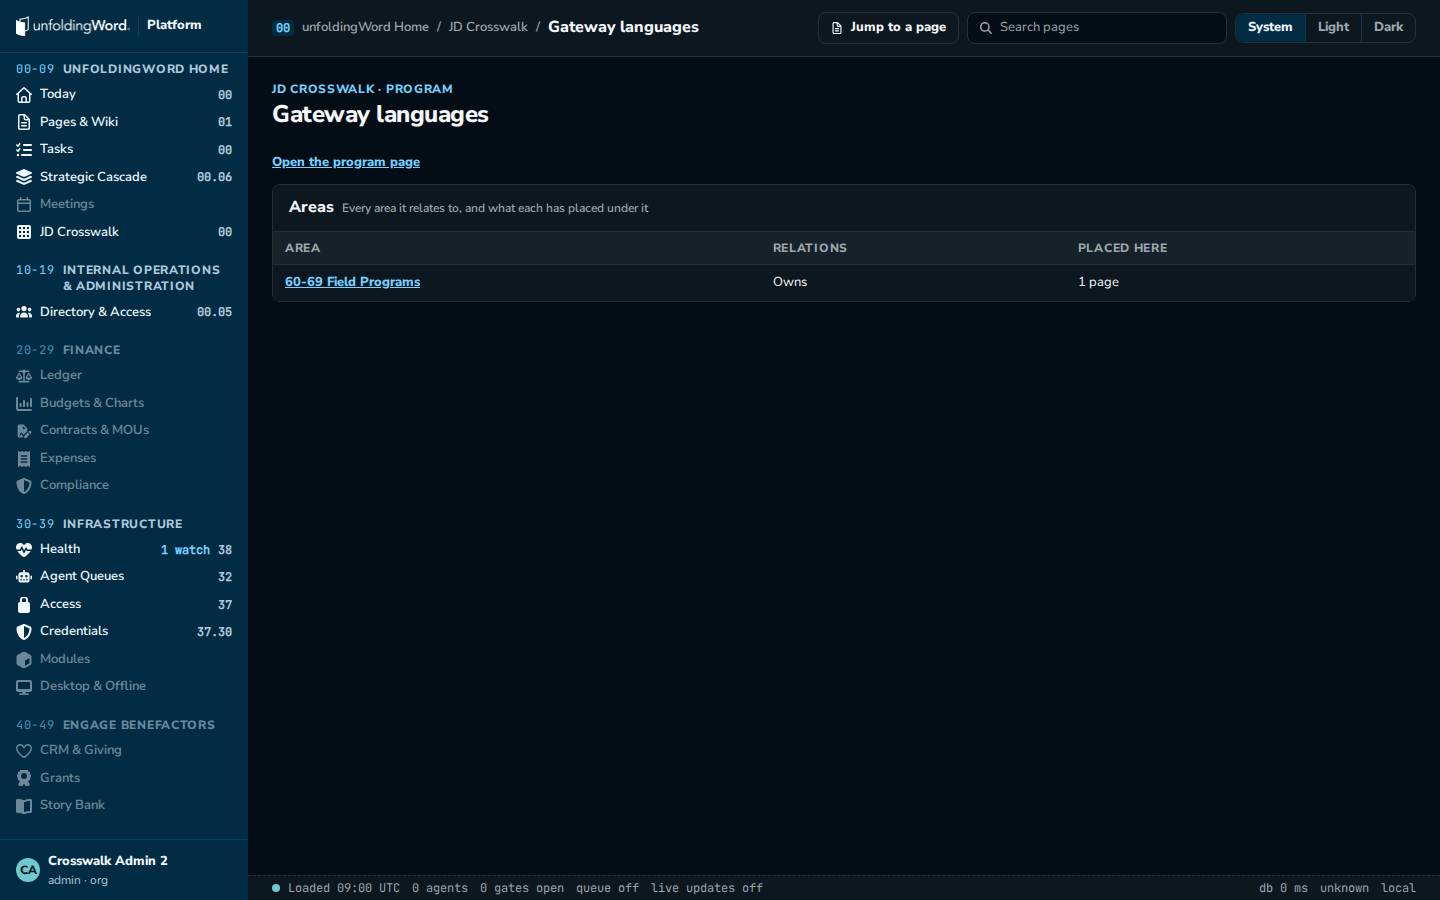 unfoldingWord® Platform
00-09 UNFOLDINGWORD HOME
Today 00
Pages & Wiki 01
Tasks 00
Strategic Cascade 00.06
Meetings
JD Crosswalk 00
10-19 INTERNAL OPERATIONS
& ADMINISTRATION
Directory & Access 00.05
20-29 FINANCE
Ledger
Budgets & Charts
Contracts & MOUs
Expenses
Compliance
30-39 INFRASTRUCTURE
Health 1 watch 38
Agent Queues 32
Access 37
Credentials 37.30
Modules
Desktop & Offline
40-49 ENGAGE BENEFACTORS
CRM & Giving
Grants
Story Bank
CA Crosswalk Admin 2
admin · org
00 unfoldingWord Home / JD Crosswalk / Gateway languages
Jump to a page
Search pages
System Light Dark
JD CROSSWALK · PROGRAM
Gateway languages
Open the program page
Areas Every area it relates to, and what each has placed under it
AREA RELATIONS PLACED HERE
60-69 Field Programs Owns 1 page
Loaded 09:00 UTC 0 agents 0 gates open queue off live updates off
db 0 ms unknown local